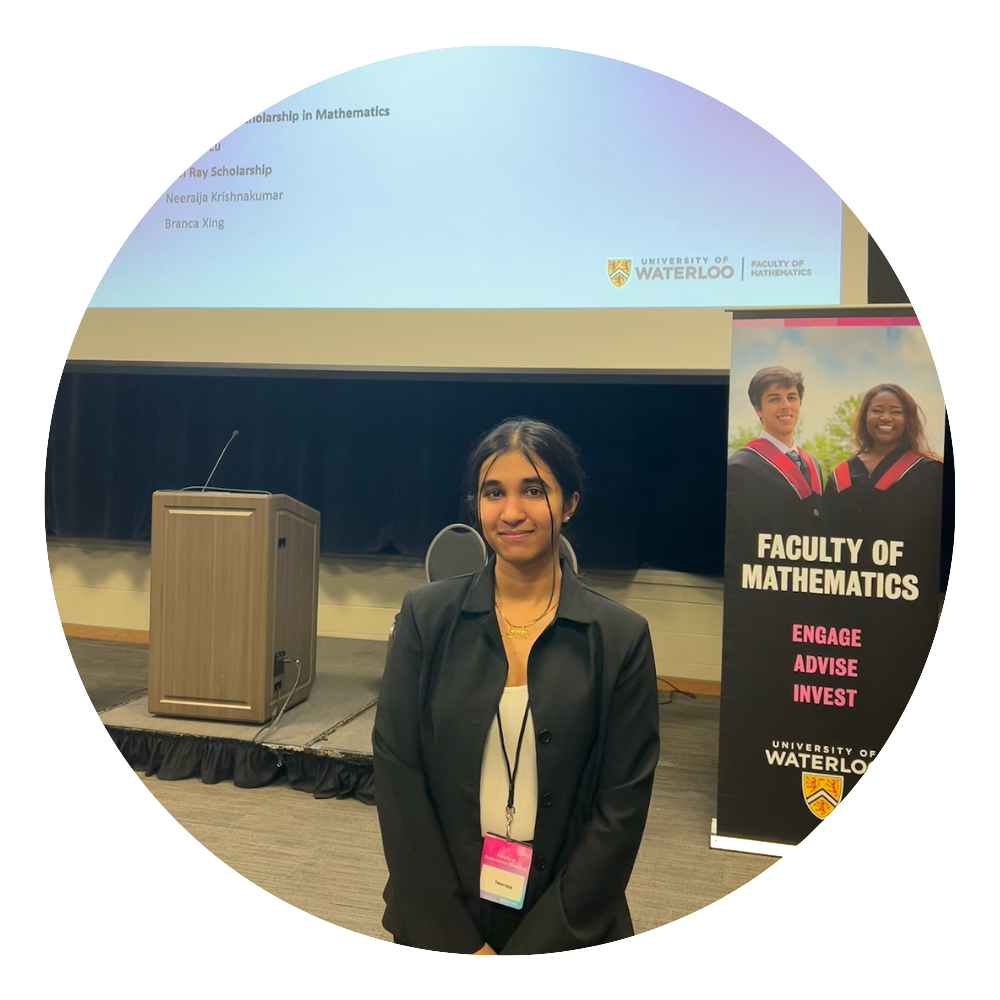 Scholarship in Mathematics
Ray Scholarship
Neeraija Krishnakumar
Branca Xing
UNIVERSITY OF
WATERLOO
FACULTY OF
MATHEMATICS
FACULTY OF
MATHEMATICS
ENGAGE
ADVISE
INVEST
UNIVERSITY OF
WATERLOO
Neeraija